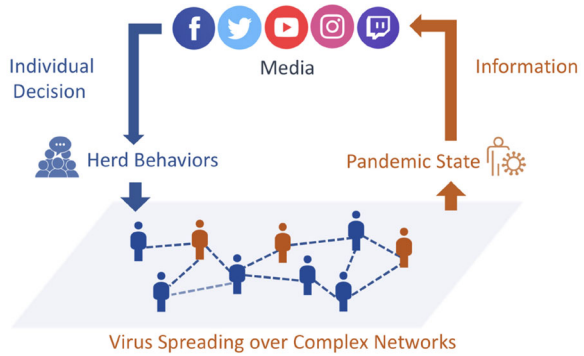 Media
Individual
Decision
Information
Herd Behaviors
Pandemic State
Virus Spreading over Complex Networks